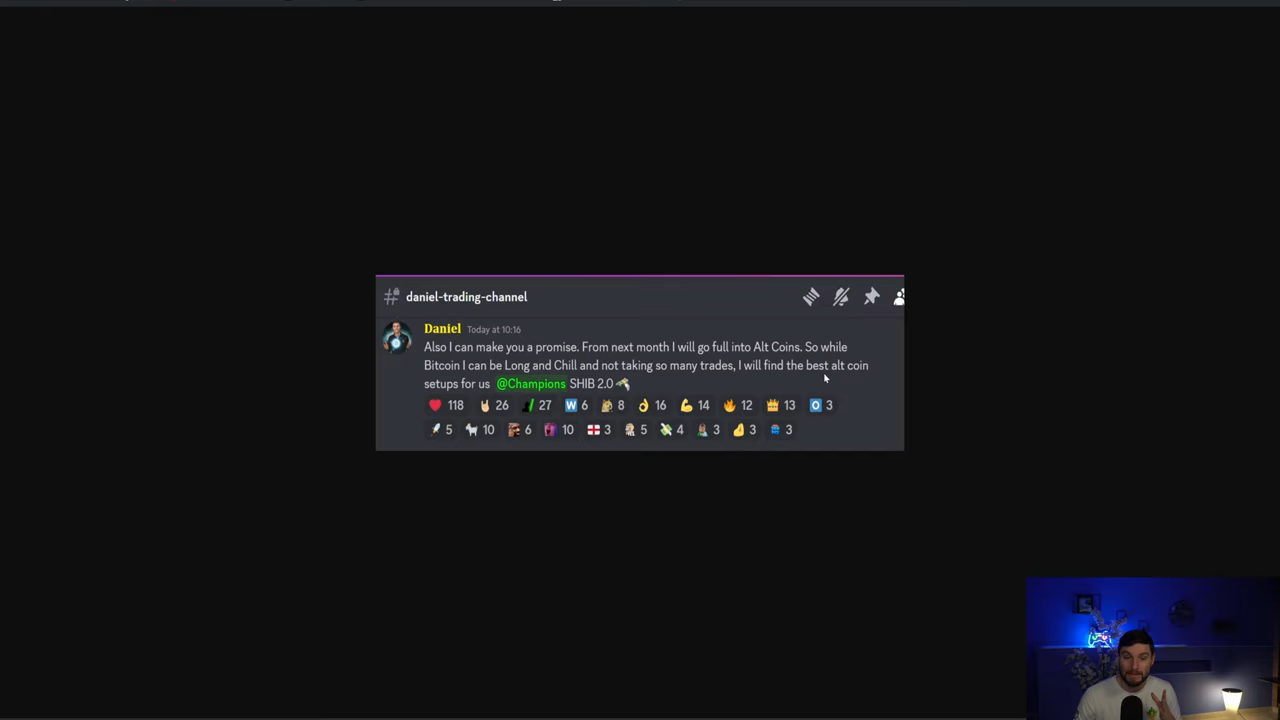 daniel-trading-channel
Daniel Today at 10:16
Also I can make you a promise. From next month I will go full into Alt Coins. So while
Bitcoin I can be Long and Chill and not taking so many trades, I will find the best alt coin
setups for us @Champions SHIB 2.0
118 26 27 W 6 8 16 14 12 13 O 3
5 10 6 10 3 5 4 3 3 3